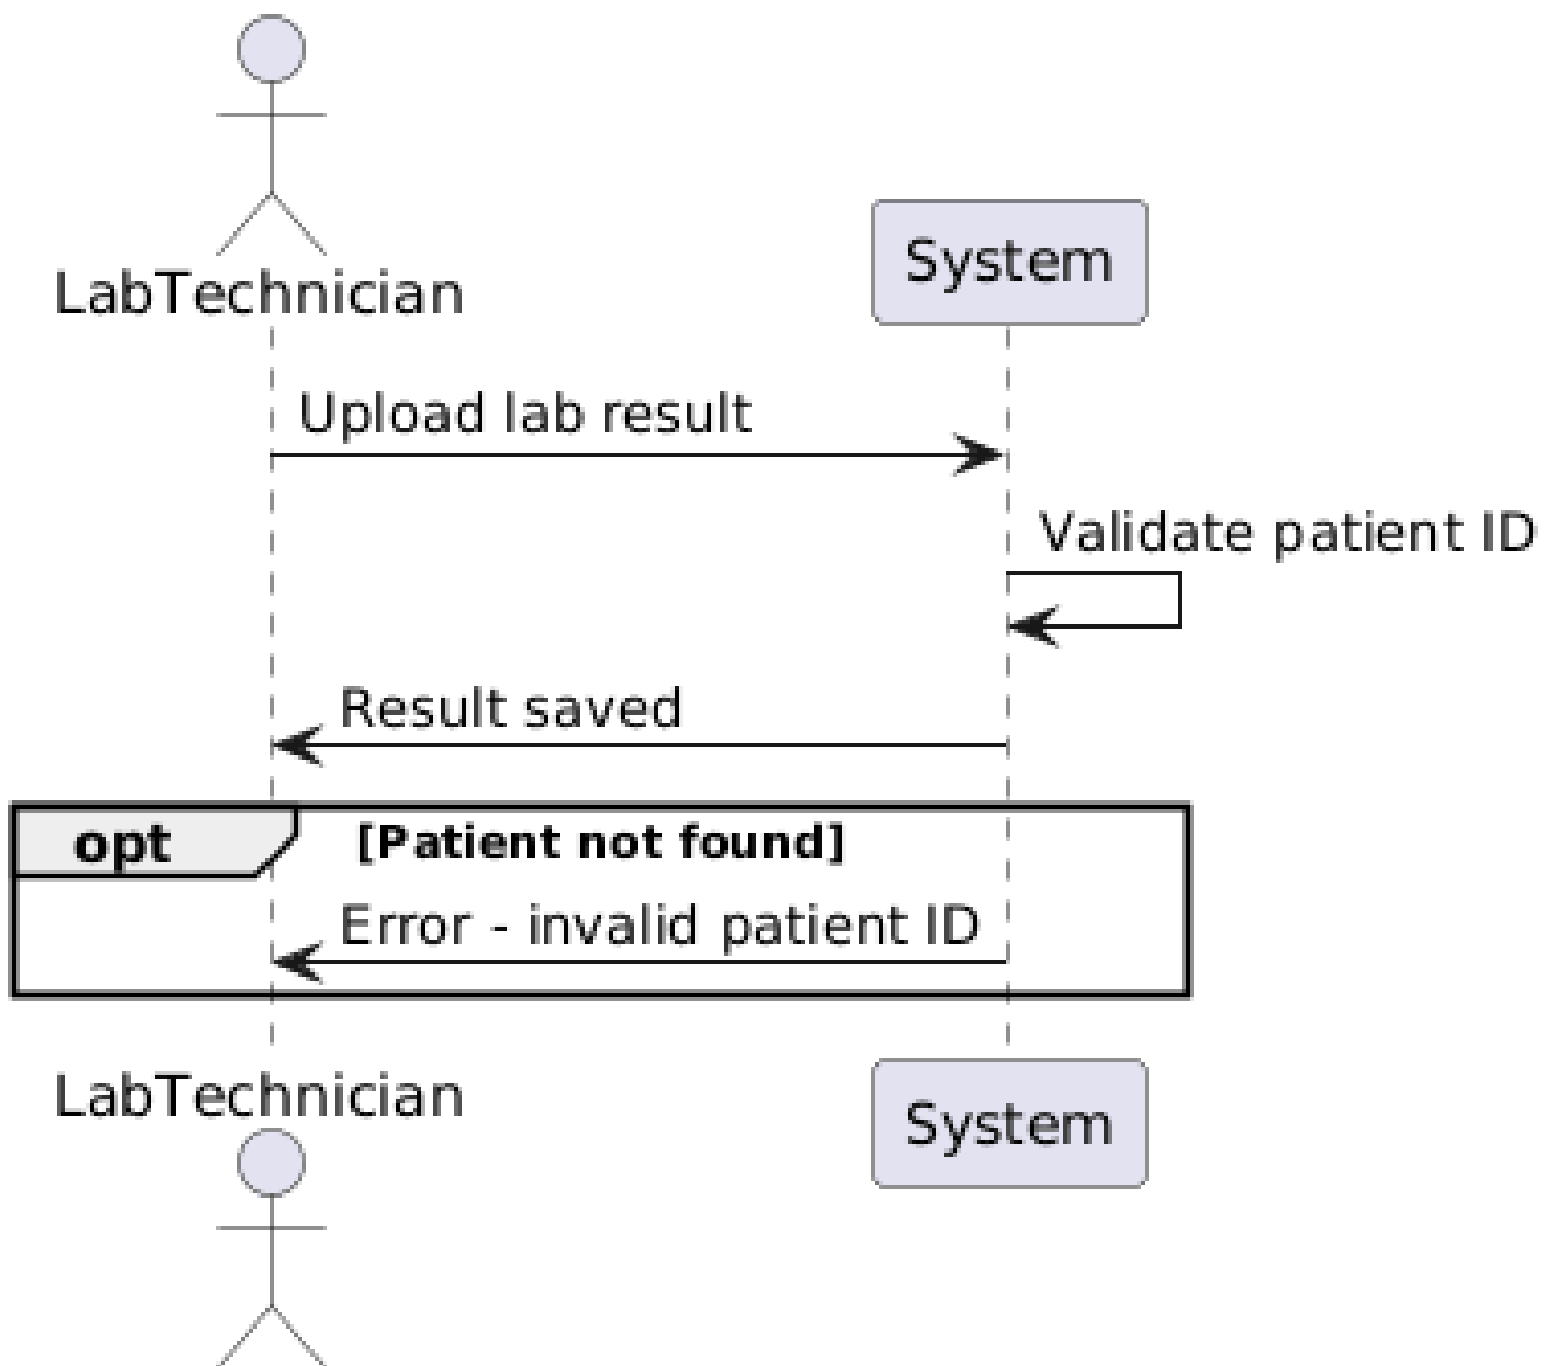 LabTechnician
System
Upload lab result
Validate patient ID
Result saved
opt [Patient not found]
Error - invalid patient ID
LabTechnician
System